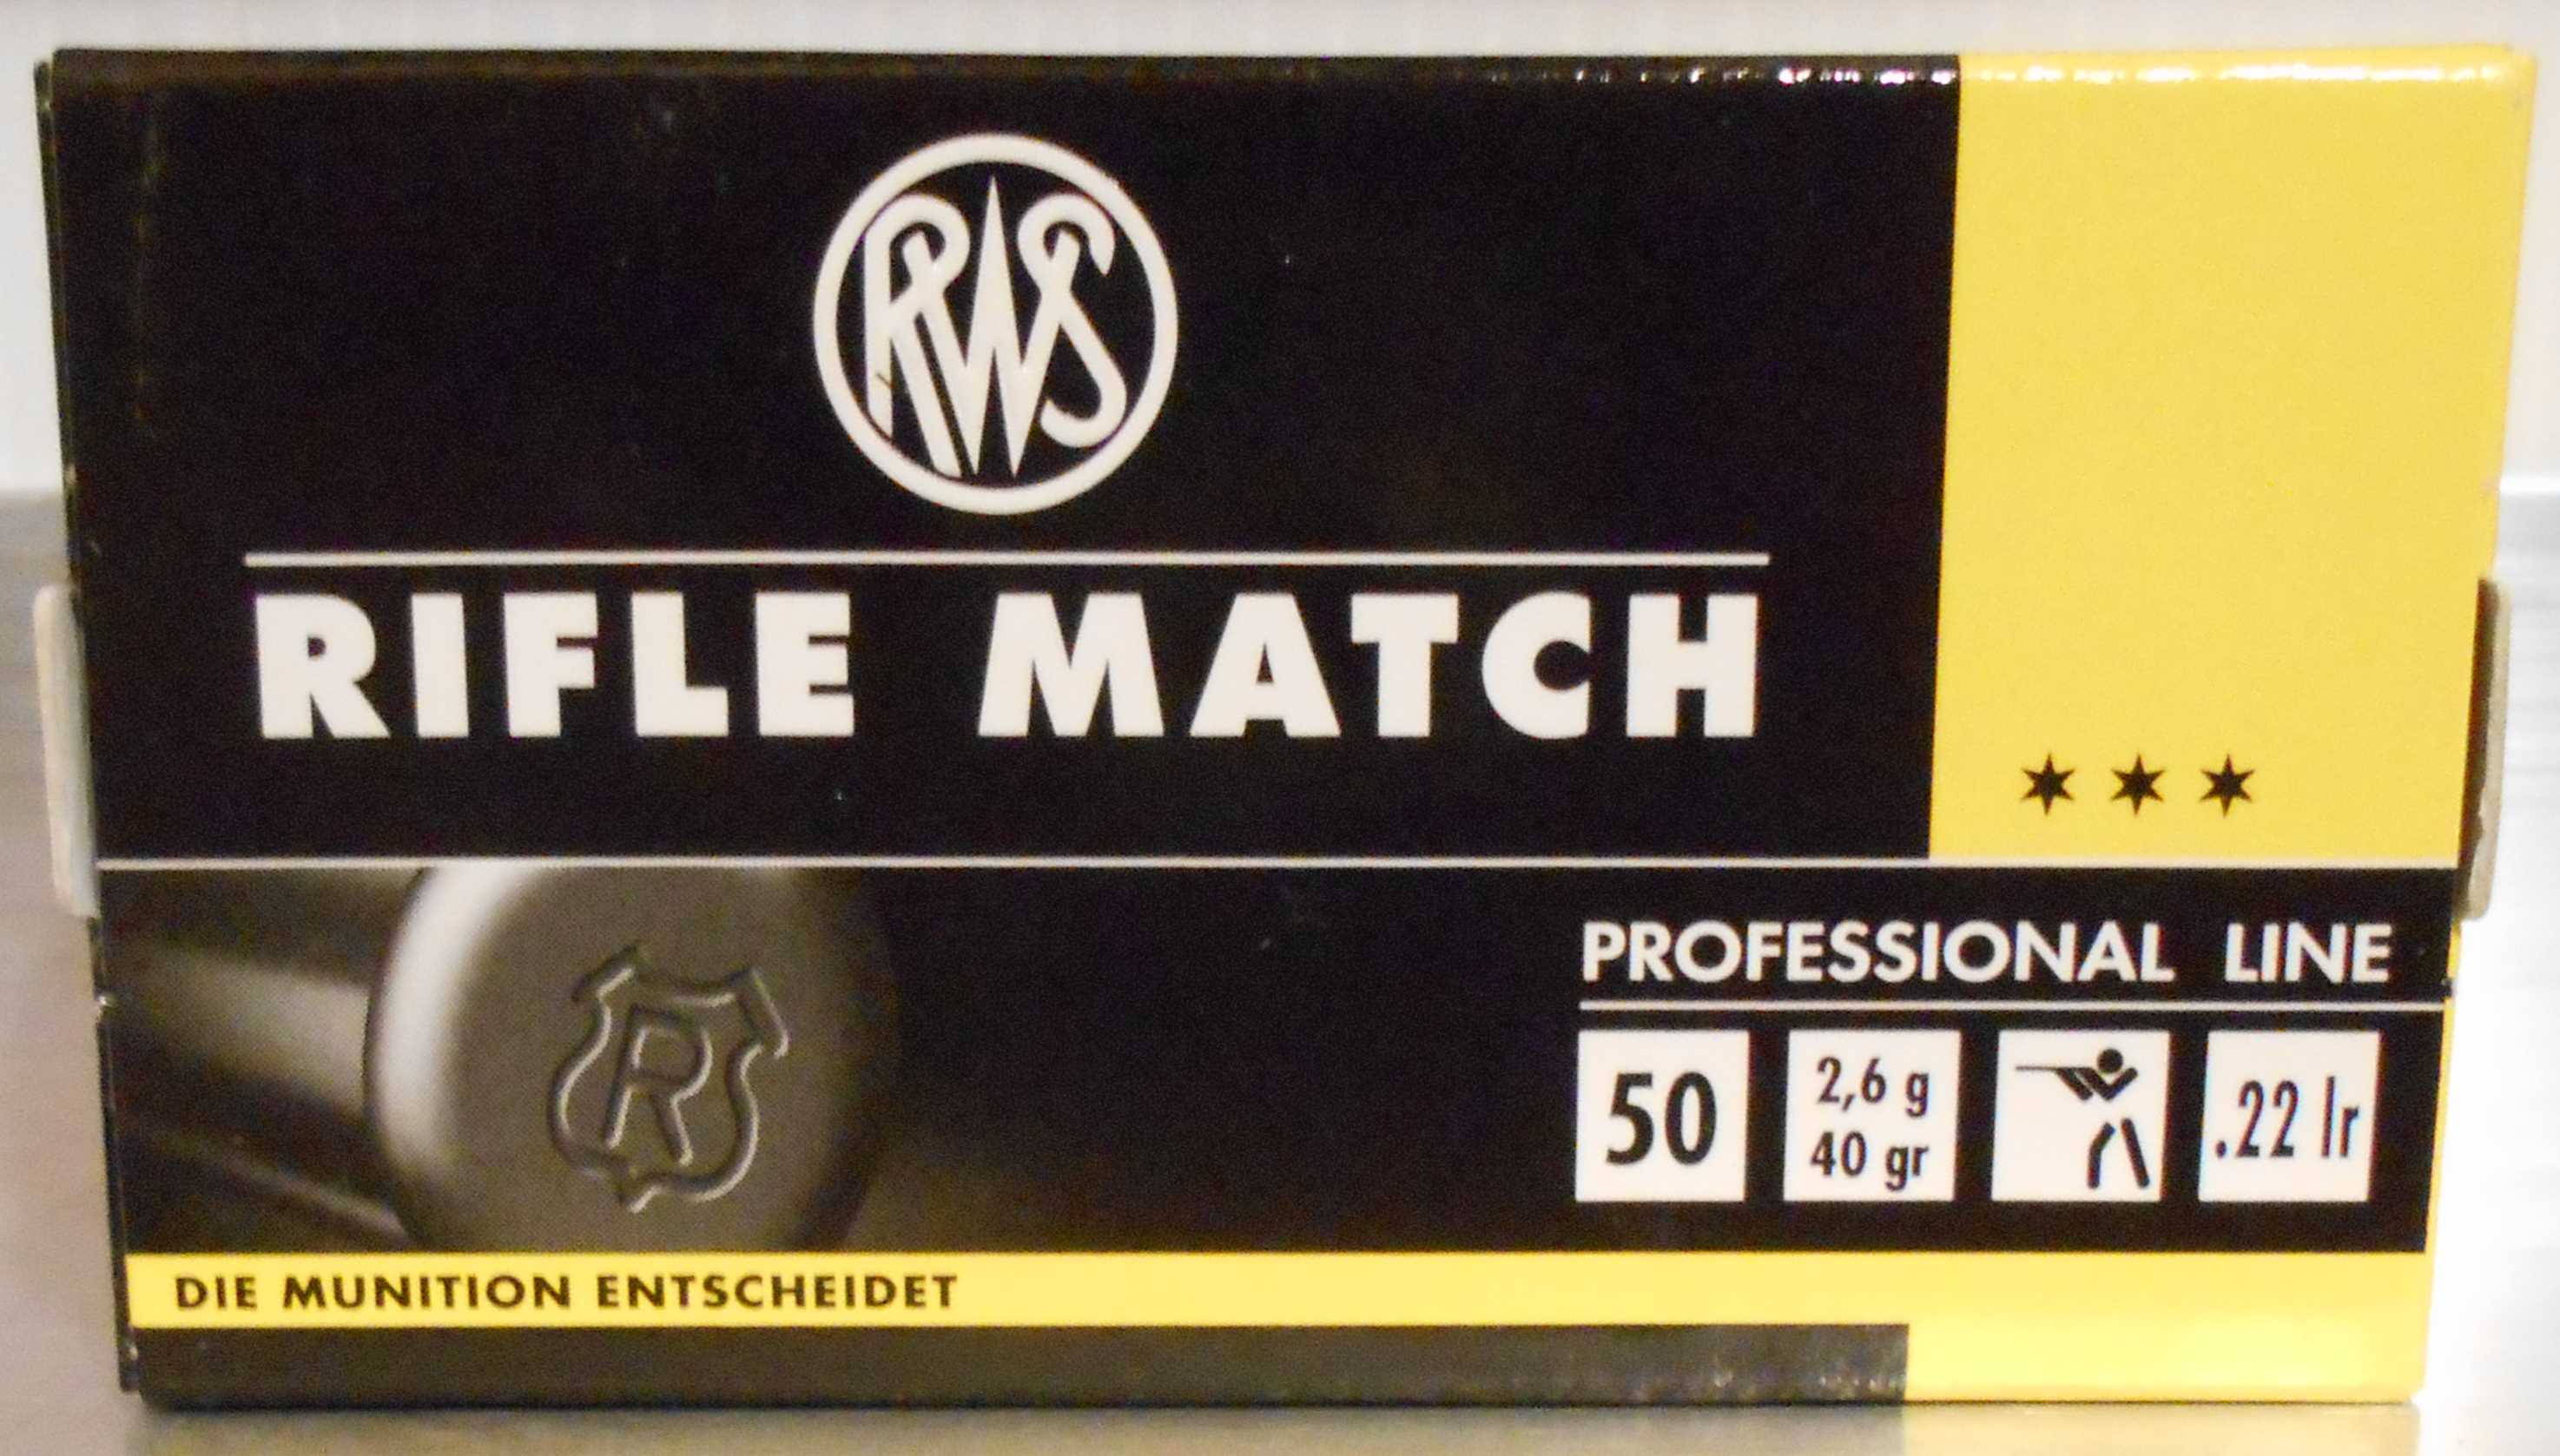 RWS
RIFLE MATCH
★ ★ ★
PROFESSIONAL LINE
50
2,6 g
40 gr
.22 lr
R
DIE MUNITION ENTSCHEIDET